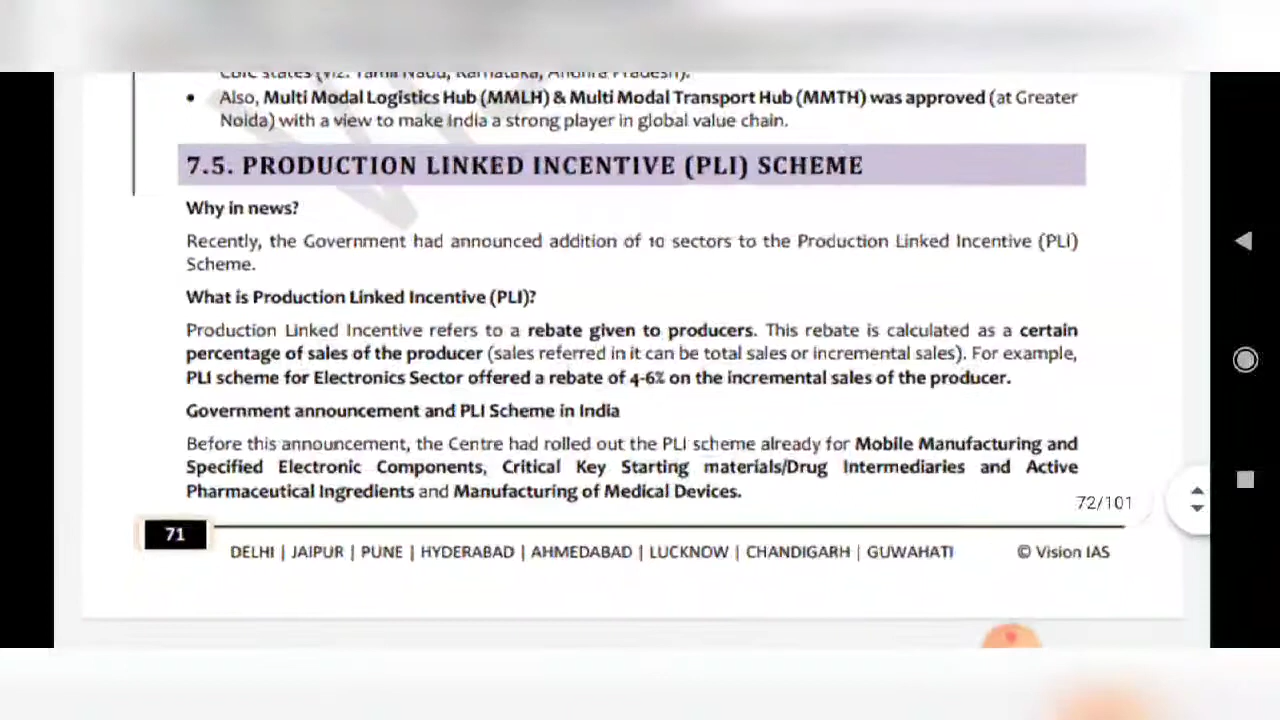 CBIC states (viz. Tamil Nadu, Karnataka, Andhra Pradesh).
• Also, Multi Modal Logistics Hub (MMLH) & Multi Modal Transport Hub (MMTH) was approved (at Greater
Noida) with a view to make India a strong player in global value chain.
7.5. PRODUCTION LINKED INCENTIVE (PLI) SCHEME
Why in news?
Recently, the Government had announced addition of 10 sectors to the Production Linked Incentive (PLI)
Scheme.
What is Production Linked Incentive (PLI)?
Production Linked Incentive refers to a rebate given to producers. This rebate is calculated as a certain
percentage of sales of the producer (sales referred in it can be total sales or incremental sales). For example,
PLI scheme for Electronics Sector offered a rebate of 4-6% on the incremental sales of the producer.
Government announcement and PLI Scheme in India
Before this announcement, the Centre had rolled out the PLI scheme already for Mobile Manufacturing and
Specified Electronic Components, Critical Key Starting materials/Drug Intermediaries and Active
Pharmaceutical Ingredients and Manufacturing of Medical Devices.
72/101
71
DELHI | JAIPUR | PUNE | HYDERABAD | AHMEDABAD | LUCKNOW | CHANDIGARH | GUWAHATI
© Vision IAS